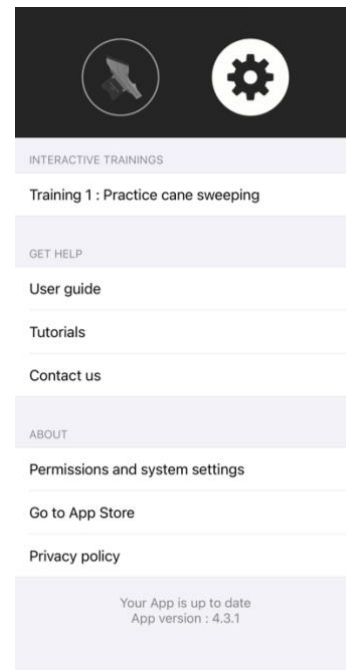 INTERACTIVE TRAININGS
Training 1 : Practice cane sweeping
GET HELP
User guide
Tutorials
Contact us
ABOUT
Permissions and system settings
Go to App Store
Privacy policy
Your App is up to date
App version : 4.3.1